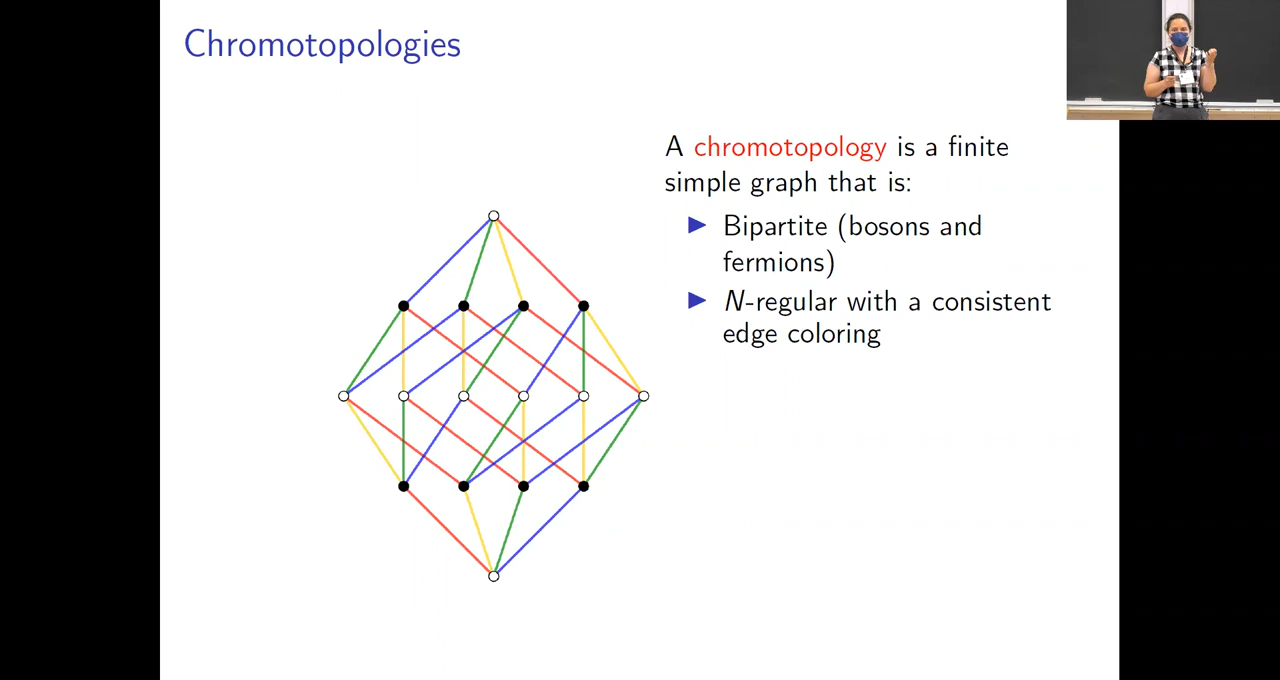 Chromotopologies
A chromotopology is a finite
simple graph that is:
Bipartite (bosons and
fermions)
N-regular with a consistent
edge coloring